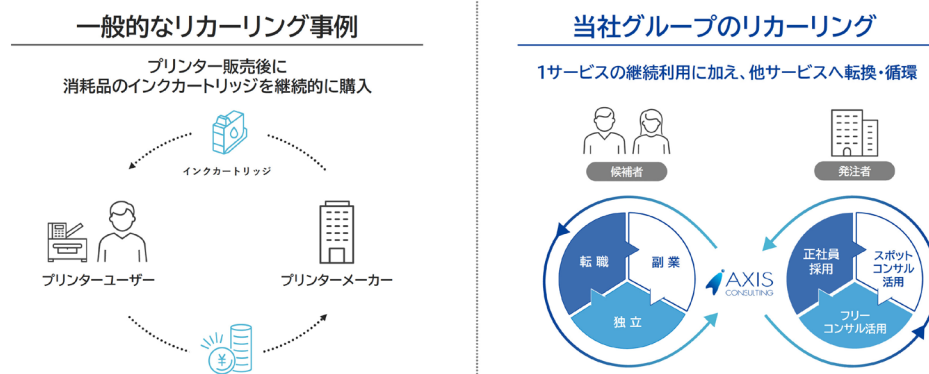 一般的なリカーリング事例
プリンター販売後に
消耗品のインクカートリッジを継続的に購入
インクカートリッジ
プリンターユーザー
プリンターメーカー
¥
当社グループのリカーリング
1サービスの継続利用に加え、他サービスへ転換・循環
候補者
発注者
転職
副業
独立
AXIS
CONSULTING
正社員
採用
スポット
コンサル
活用
フリー
コンサル活用